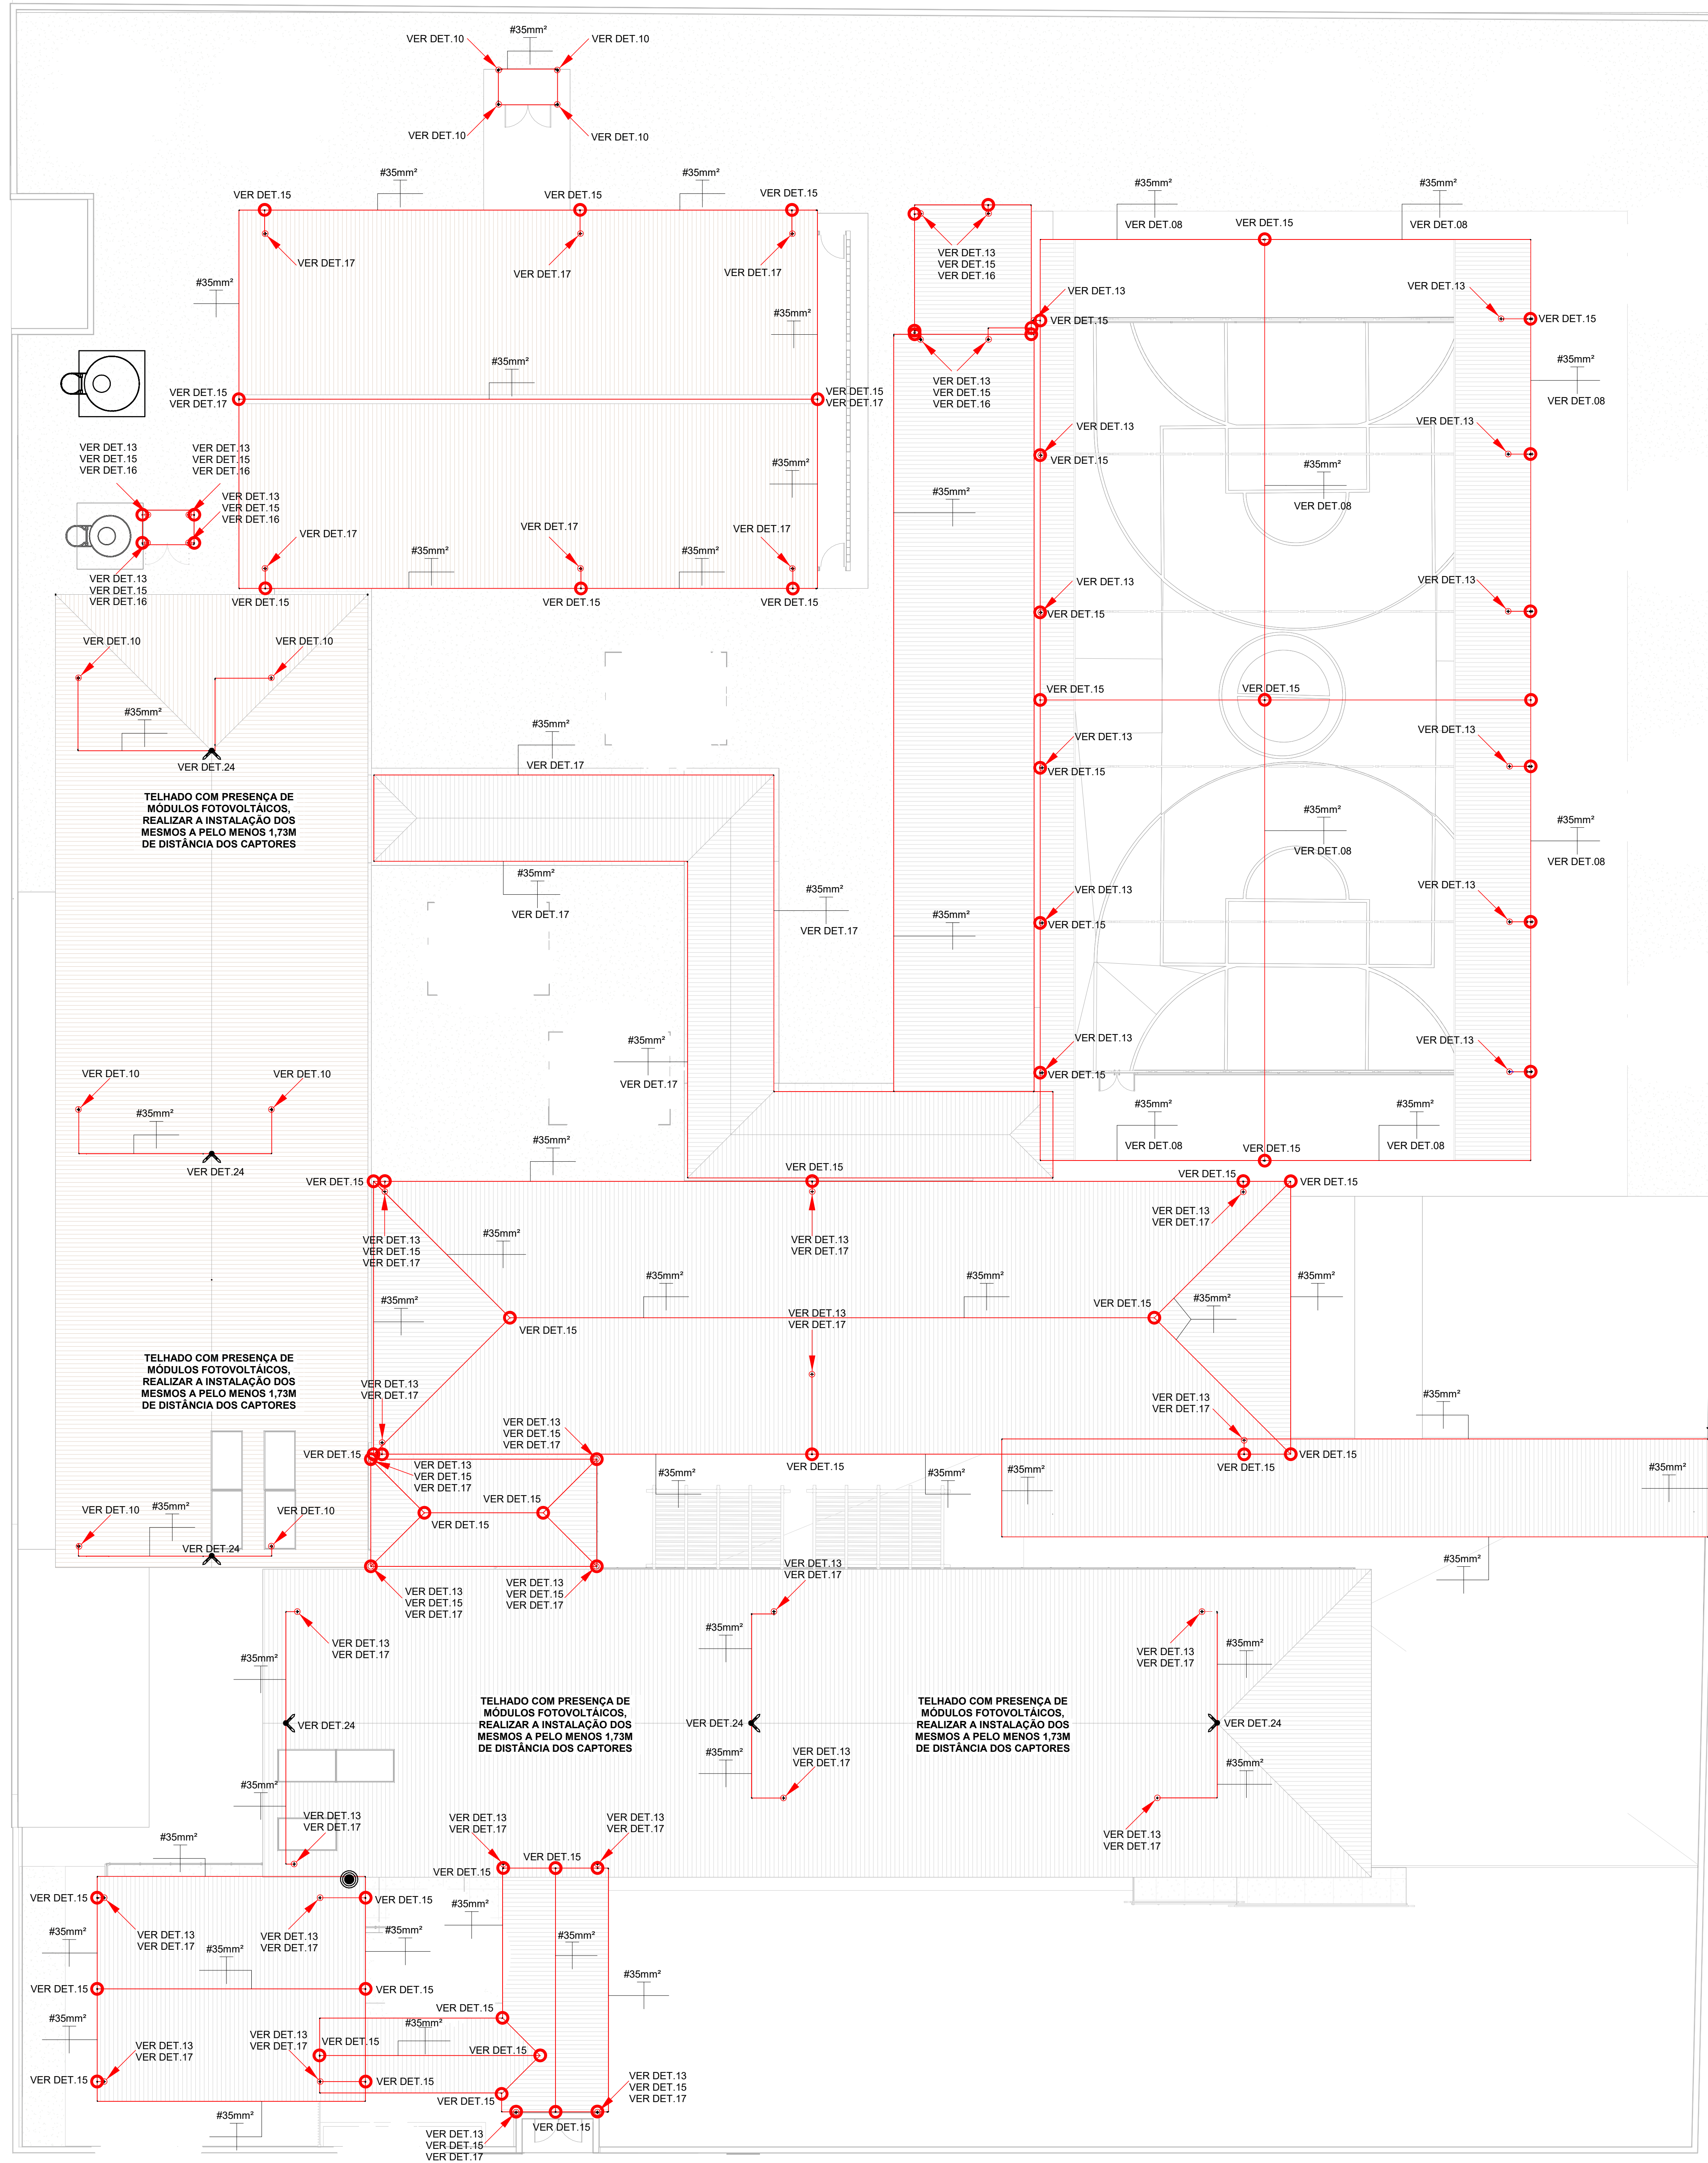 #35mm²
VER DET.10
VER DET.10
VER DET.10
VER DET.10
#35mm²
#35mm²
VER DET.15
VER DET.15
VER DET.15
VER DET.17
VER DET.17
VER DET.17
#35mm²
#35mm²
#35mm²
VER DET.15
VER DET.17
VER DET.15
VER DET.17
#35mm²
VER DET.17
VER DET.17
VER DET.17
#35mm²
#35mm²
VER DET.15
VER DET.15
VER DET.15
VER DET.13
VER DET.15
VER DET.16
VER DET.13
VER DET.15
VER DET.16
VER DET.13
VER DET.15
VER DET.16
VER DET.13
VER DET.15
VER DET.16
VER DET.13
VER DET.15
VER DET.16
VER DET.13
VER DET.15
VER DET.16
#35mm²
VER DET.08
#35mm²
VER DET.08
VER DET.15
VER DET.13
VER DET.15
VER DET.13
VER DET.15
#35mm²
VER DET.08
VER DET.13
VER DET.15
VER DET.13
#35mm²
VER DET.08
#35mm²
VER DET.13
VER DET.15
VER DET.13
VER DET.15
VER DET.15
VER DET.13
VER DET.15
VER DET.13
#35mm²
VER DET.08
#35mm²
VER DET.08
VER DET.13
VER DET.15
VER DET.13
#35mm²
VER DET.13
VER DET.15
VER DET.13
#35mm²
VER DET.08
#35mm²
VER DET.08
VER DET.15
VER DET.10
VER DET.10
#35mm²
VER DET.24
TELHADO COM PRESENÇA DE
MÓDULOS FOTOVOLTÁICOS,
REALIZAR A INSTALAÇÃO DOS
MESMOS A PELO MENOS 1,73M
DE DISTÂNCIA DOS CAPTORES
#35mm²
VER DET.17
#35mm²
VER DET.17
#35mm²
VER DET.17
#35mm²
VER DET.17
VER DET.10
VER DET.10
#35mm²
VER DET.24
#35mm²
VER DET.15
VER DET.15
VER DET.15
VER DET.15
VER DET.13
VER DET.15
VER DET.17
VER DET.13
VER DET.17
VER DET.13
VER DET.17
#35mm²
#35mm²
#35mm²
#35mm²
#35mm²
#35mm²
VER DET.15
VER DET.13
VER DET.17
VER DET.15
TELHADO COM PRESENÇA DE
MÓDULOS FOTOVOLTÁICOS,
REALIZAR A INSTALAÇÃO DOS
MESMOS A PELO MENOS 1,73M
DE DISTÂNCIA DOS CAPTORES
VER DET.13
VER DET.17
VER DET.13
VER DET.17
#35mm²
VER DET.15
VER DET.13
VER DET.15
VER DET.17
VER DET.15
VER DET.15
VER DET.15
VER DET.13
VER DET.15
VER DET.17
#35mm²
#35mm²
#35mm²
#35mm²
VER DET.15
VER DET.15
VER DET.10
#35mm²
VER DET.10
VER DET.24
#35mm²
VER DET.13
VER DET.15
VER DET.17
VER DET.13
VER DET.15
VER DET.17
VER DET.13
VER DET.17
VER DET.13
VER DET.17
VER DET.13
VER DET.17
#35mm²
#35mm²
#35mm²
VER DET.24
TELHADO COM PRESENÇA DE
MÓDULOS FOTOVOLTÁICOS,
REALIZAR A INSTALAÇÃO DOS
MESMOS A PELO MENOS 1,73M
DE DISTÂNCIA DOS CAPTORES
VER DET.24
TELHADO COM PRESENÇA DE
MÓDULOS FOTOVOLTÁICOS,
REALIZAR A INSTALAÇÃO DOS
MESMOS A PELO MENOS 1,73M
DE DISTÂNCIA DOS CAPTORES
VER DET.24
#35mm²
#35mm²
#35mm²
VER DET.13
VER DET.17
VER DET.13
VER DET.17
VER DET.13
VER DET.17
VER DET.13
VER DET.17
VER DET.13
VER DET.17
#35mm²
VER DET.15
VER DET.15
VER DET.15
VER DET.15
VER DET.13
VER DET.17
VER DET.13
VER DET.17
#35mm²
#35mm²
#35mm²
#35mm²
#35mm²
#35mm²
VER DET.15
VER DET.15
VER DET.15
#35mm²
#35mm²
VER DET.13
VER DET.17
VER DET.13
VER DET.17
VER DET.15
VER DET.15
VER DET.15
VER DET.15
VER DET.15
#35mm²
VER DET.13
VER DET.15
VER DET.17
VER DET.15
VER DET.13
VER DET.15
VER DET.17